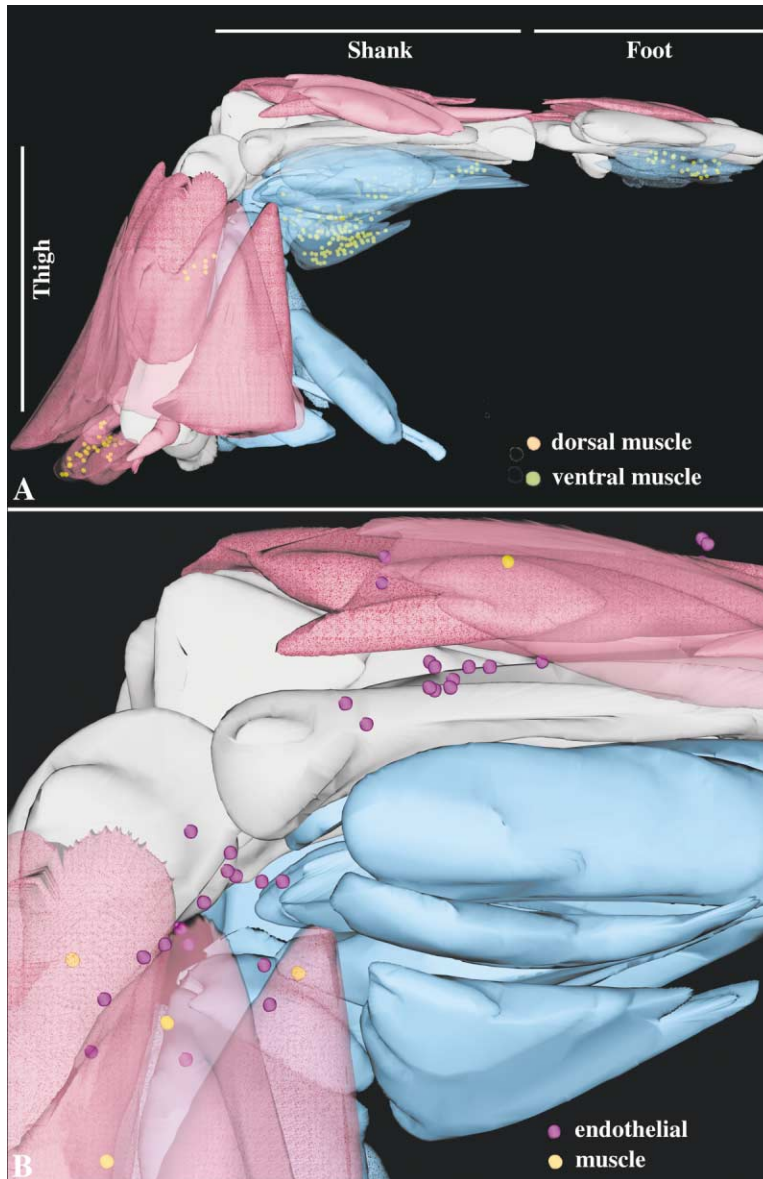 Shank Foot
Thigh
dorsal muscle
ventral muscle
A
endothelial
muscle
B